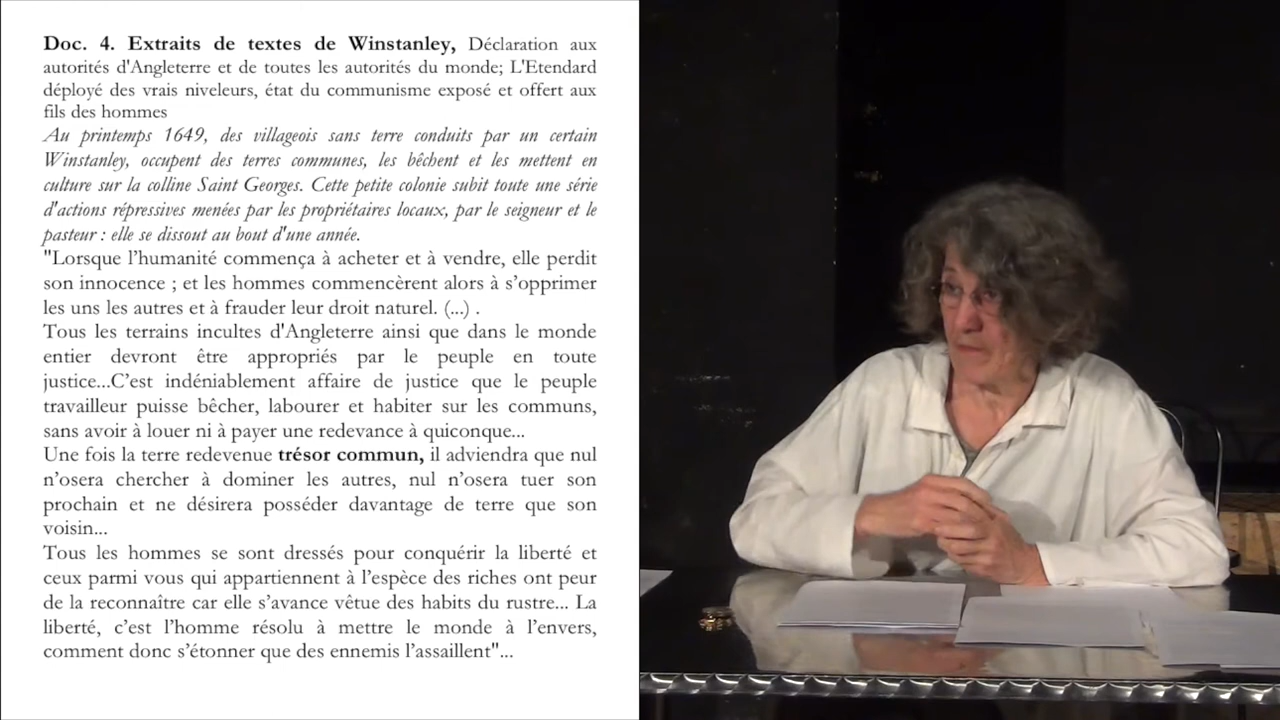 Doc. 4. Extraits de textes de Winstanley, Déclaration aux
autorités d'Angleterre et de toutes les autorités du monde; L'Etendard
déployé des vrais niveleurs, état du communisme exposé et offert aux
fils des hommes
Au printemps 1649, des villageois sans terre conduits par un certain
Winstanley, occupent des terres communes, les bêchent et les mettent en
culture sur la colline Saint Georges. Cette petite colonie subit toute une série
d'actions répressives menées par les propriétaires locaux, par le seigneur et le
pasteur : elle se dissout au bout d'une année.
"Lorsque l’humanité commença à acheter et à vendre, elle perdit
son innocence ; et les hommes commencèrent alors à s’opprimer
les uns les autres et à frauder leur droit naturel. (...) .
Tous les terrains incultes d'Angleterre ainsi que dans le monde
entier devront être appropriés par le peuple en toute
justice...C’est indéniablement affaire de justice que le peuple
travailleur puisse bêcher, labourer et habiter sur les communs,
sans avoir à louer ni à payer une redevance à quiconque...
Une fois la terre redevenue trésor commun, il adviendra que nul
n’osera chercher à dominer les autres, nul n’osera tuer son
prochain et ne désirera posséder davantage de terre que son
voisin...
Tous les hommes se sont dressés pour conquérir la liberté et
ceux parmi vous qui appartiennent à l’espèce des riches ont peur
de la reconnaître car elle s’avance vêtue des habits du rustre... La
liberté, c’est l’homme résolu à mettre le monde à l’envers,
comment donc s’étonner que des ennemis l’assaillent"...